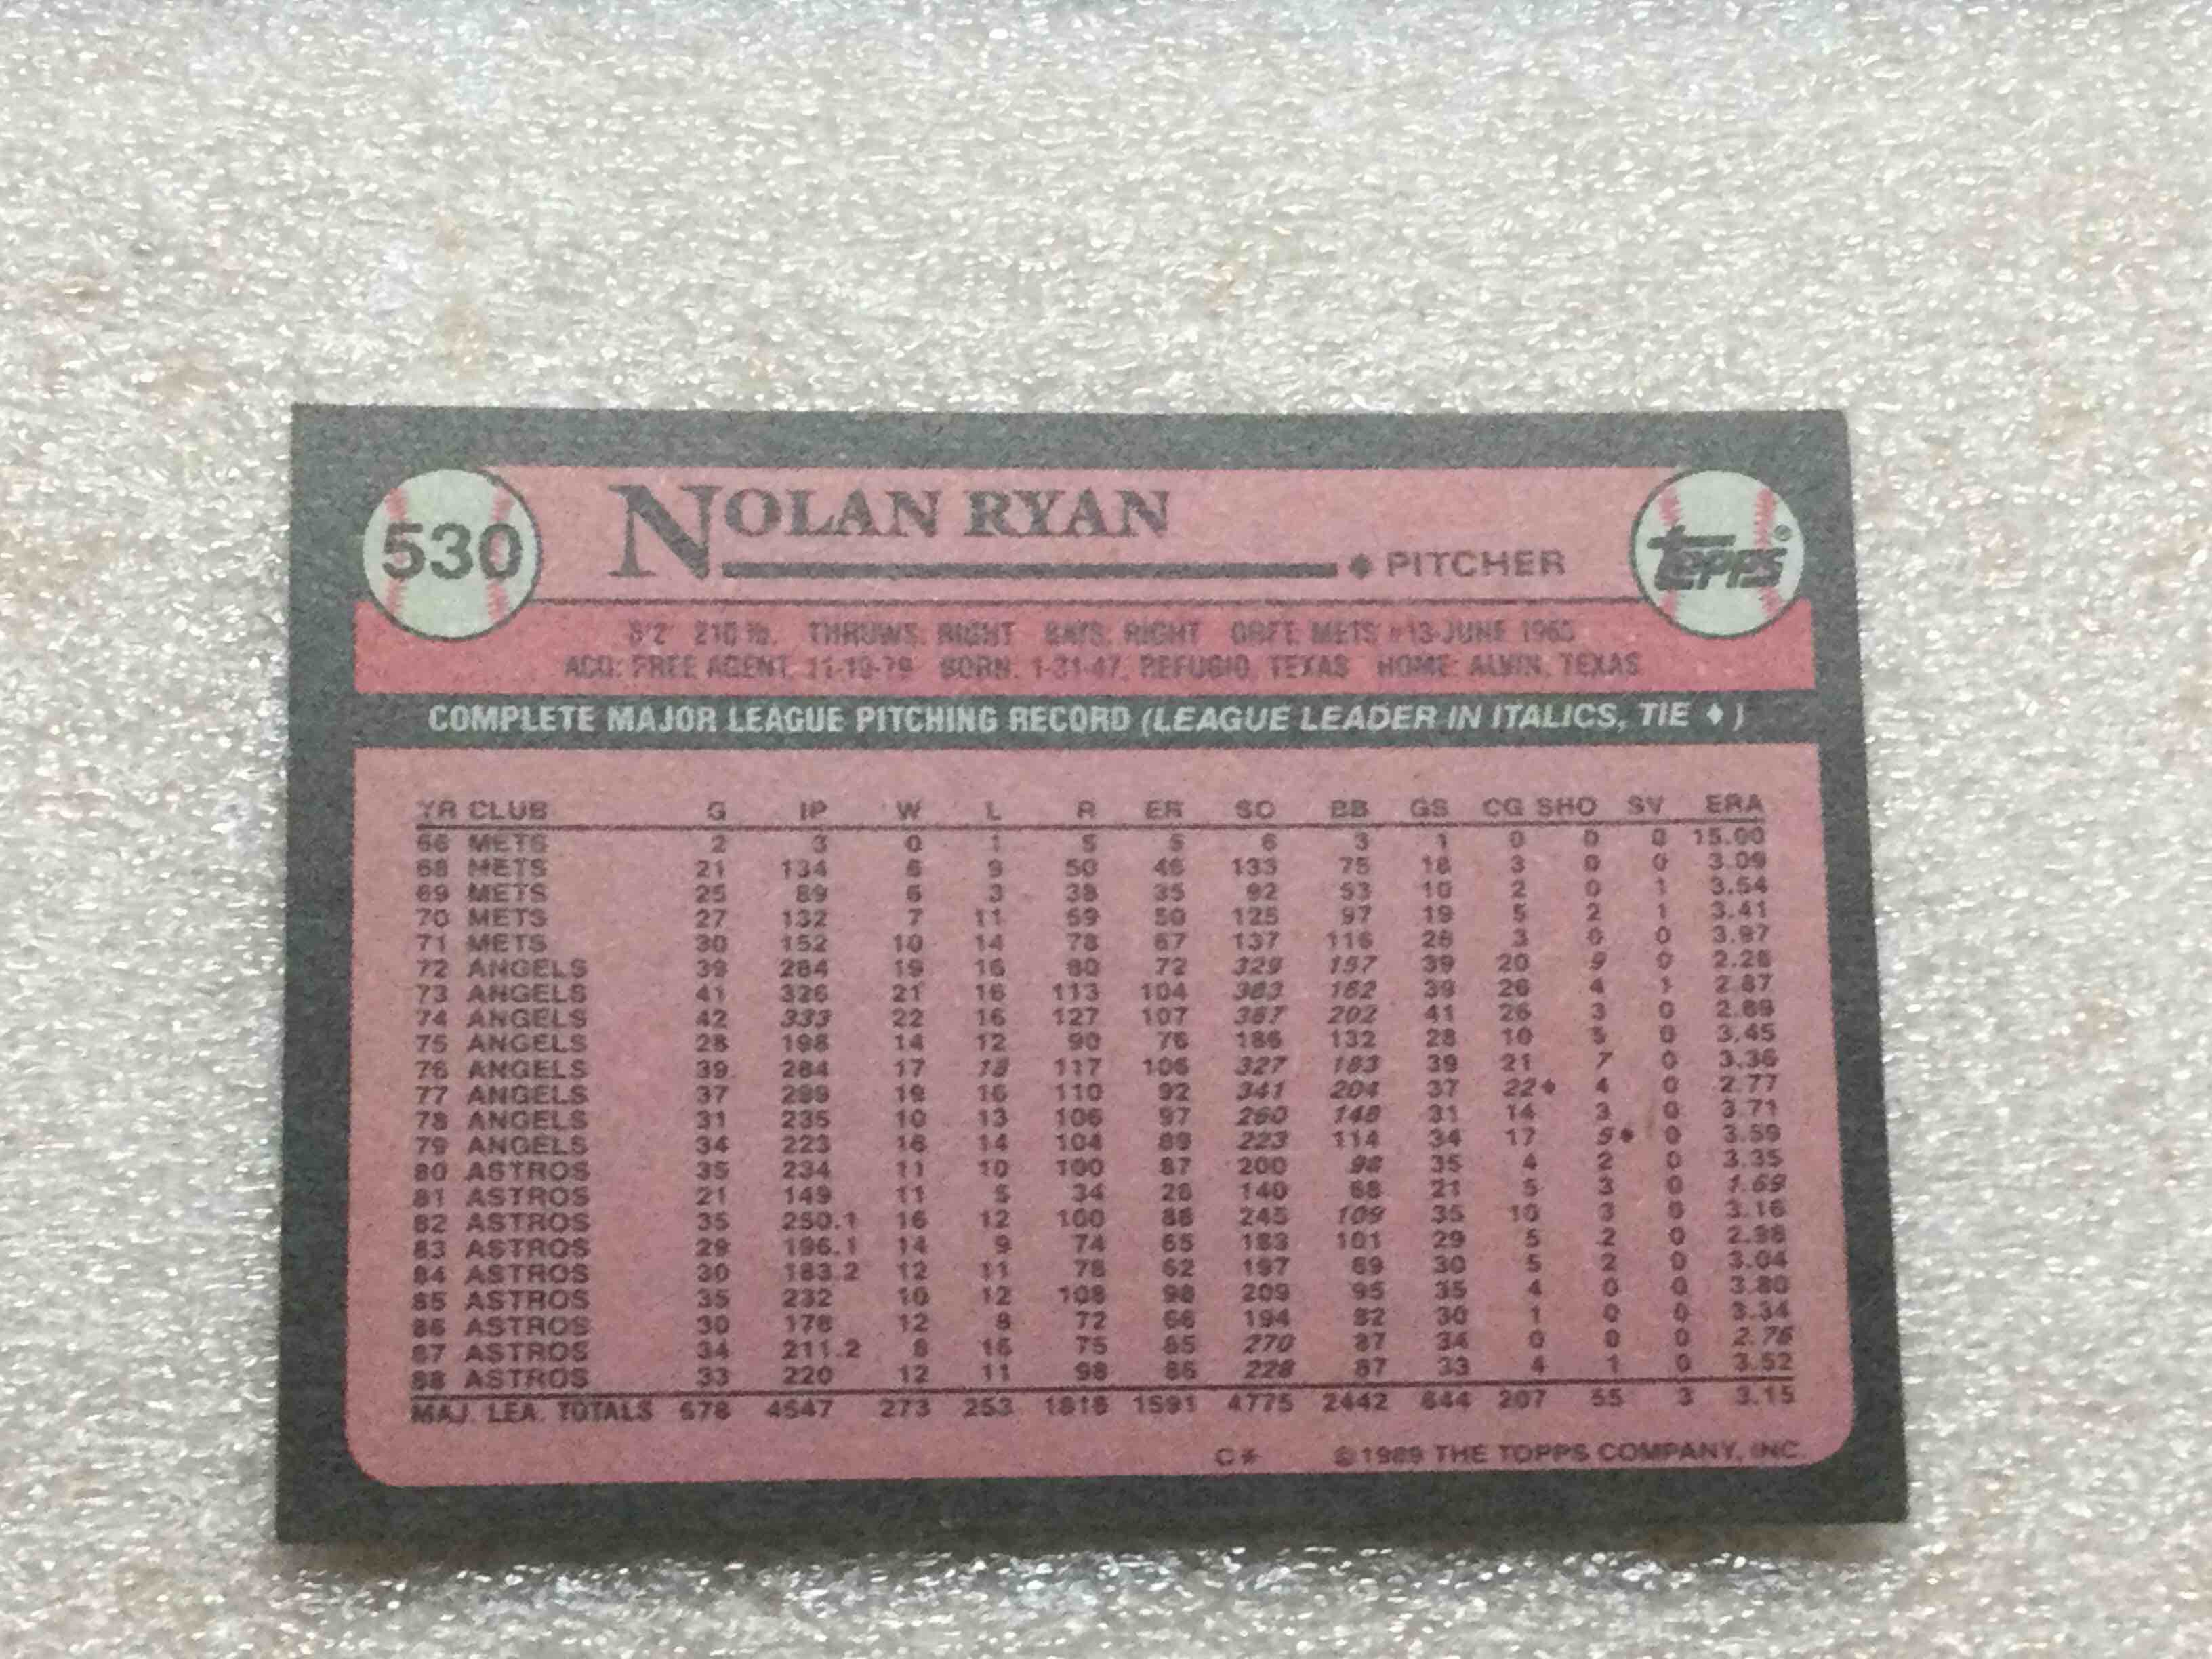 530
NOLAN RYAN
PITCHER
TOPPS®
6'2" 210 lb. THROWS: RIGHT BATS: RIGHT DRFT: METS #13-JUNE 1965
ACQ: FREE AGENT, 11-19-79 BORN: 1-31-47, REFUGIO, TEXAS HOME: ALVIN, TEXAS
COMPLETE MAJOR LEAGUE PITCHING RECORD (LEAGUE LEADER IN ITALICS, TIE ♦)
YR CLUB G IP W L R ER SO BB GS CG SHO SV ERA
66 METS 2 3 0 1 5 5 6 3 1 0 0 0 15.00
68 METS 21 134 6 9 50 46 133 75 18 3 0 0 3.09
69 METS 25 89 6 3 38 35 92 53 10 2 0 1 3.54
70 METS 27 132 7 11 59 50 125 97 19 5 2 1 3.41
71 METS 30 152 10 14 78 67 137 116 26 3 0 0 3.97
72 ANGELS 39 284 19 16 80 72 329 157 39 20 9 0 2.28
73 ANGELS 41 326 21 16 113 104 383 162 39 26 4 1 2.87
74 ANGELS 42 333 22 16 127 107 367 202 41 26 3 0 2.89
75 ANGELS 28 198 14 12 90 76 186 132 28 10 5 0 3.45
76 ANGELS 39 284 17 18 117 106 327 183 39 21 7 0 3.36
77 ANGELS 37 299 19 16 110 92 341 204 37 22♦ 4 0 2.77
78 ANGELS 31 235 10 13 106 97 260 148 31 14 3 0 3.71
79 ANGELS 34 223 16 14 104 89 223 114 34 17 5♦ 0 3.59
80 ASTROS 35 234 11 10 100 87 200 98 35 4 2 0 3.35
81 ASTROS 21 149 11 5 34 28 140 68 21 5 3 0 1.69
82 ASTROS 35 250.1 16 12 100 88 245 109 35 10 3 0 3.16
83 ASTROS 29 196.1 14 9 74 65 183 101 29 5 2 0 2.98
84 ASTROS 30 183.2 12 11 78 62 197 69 30 5 2 0 3.04
85 ASTROS 35 232 10 12 108 98 209 95 35 4 0 0 3.80
86 ASTROS 30 178 12 8 72 66 194 82 30 1 0 0 3.34
87 ASTROS 34 211.2 8 16 75 65 270 87 34 0 0 0 2.76
88 ASTROS 33 220 12 11 98 86 228 87 33 4 1 0 3.52
MAJ. LEA. TOTALS 678 4547 273 253 1818 1591 4775 2442 644 207 55 3 3.15
C* ©1989 THE TOPPS COMPANY, INC.